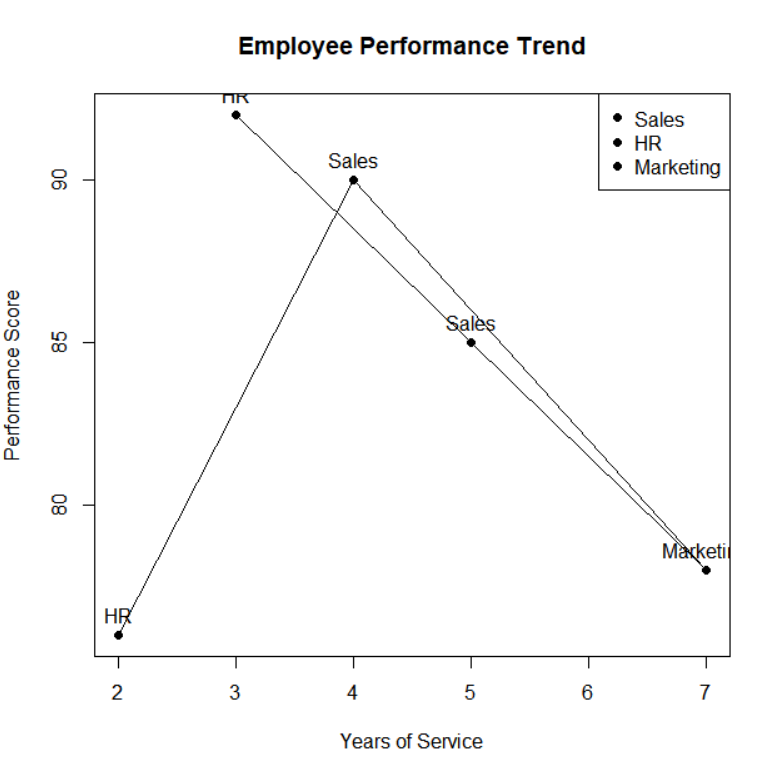 Employee Performance Trend
HR
Sales
HR
Marketing
Sales
90
Sales
85
Performance Score
80
Marketi
HR
2 3 4 5 6 7
Years of Service